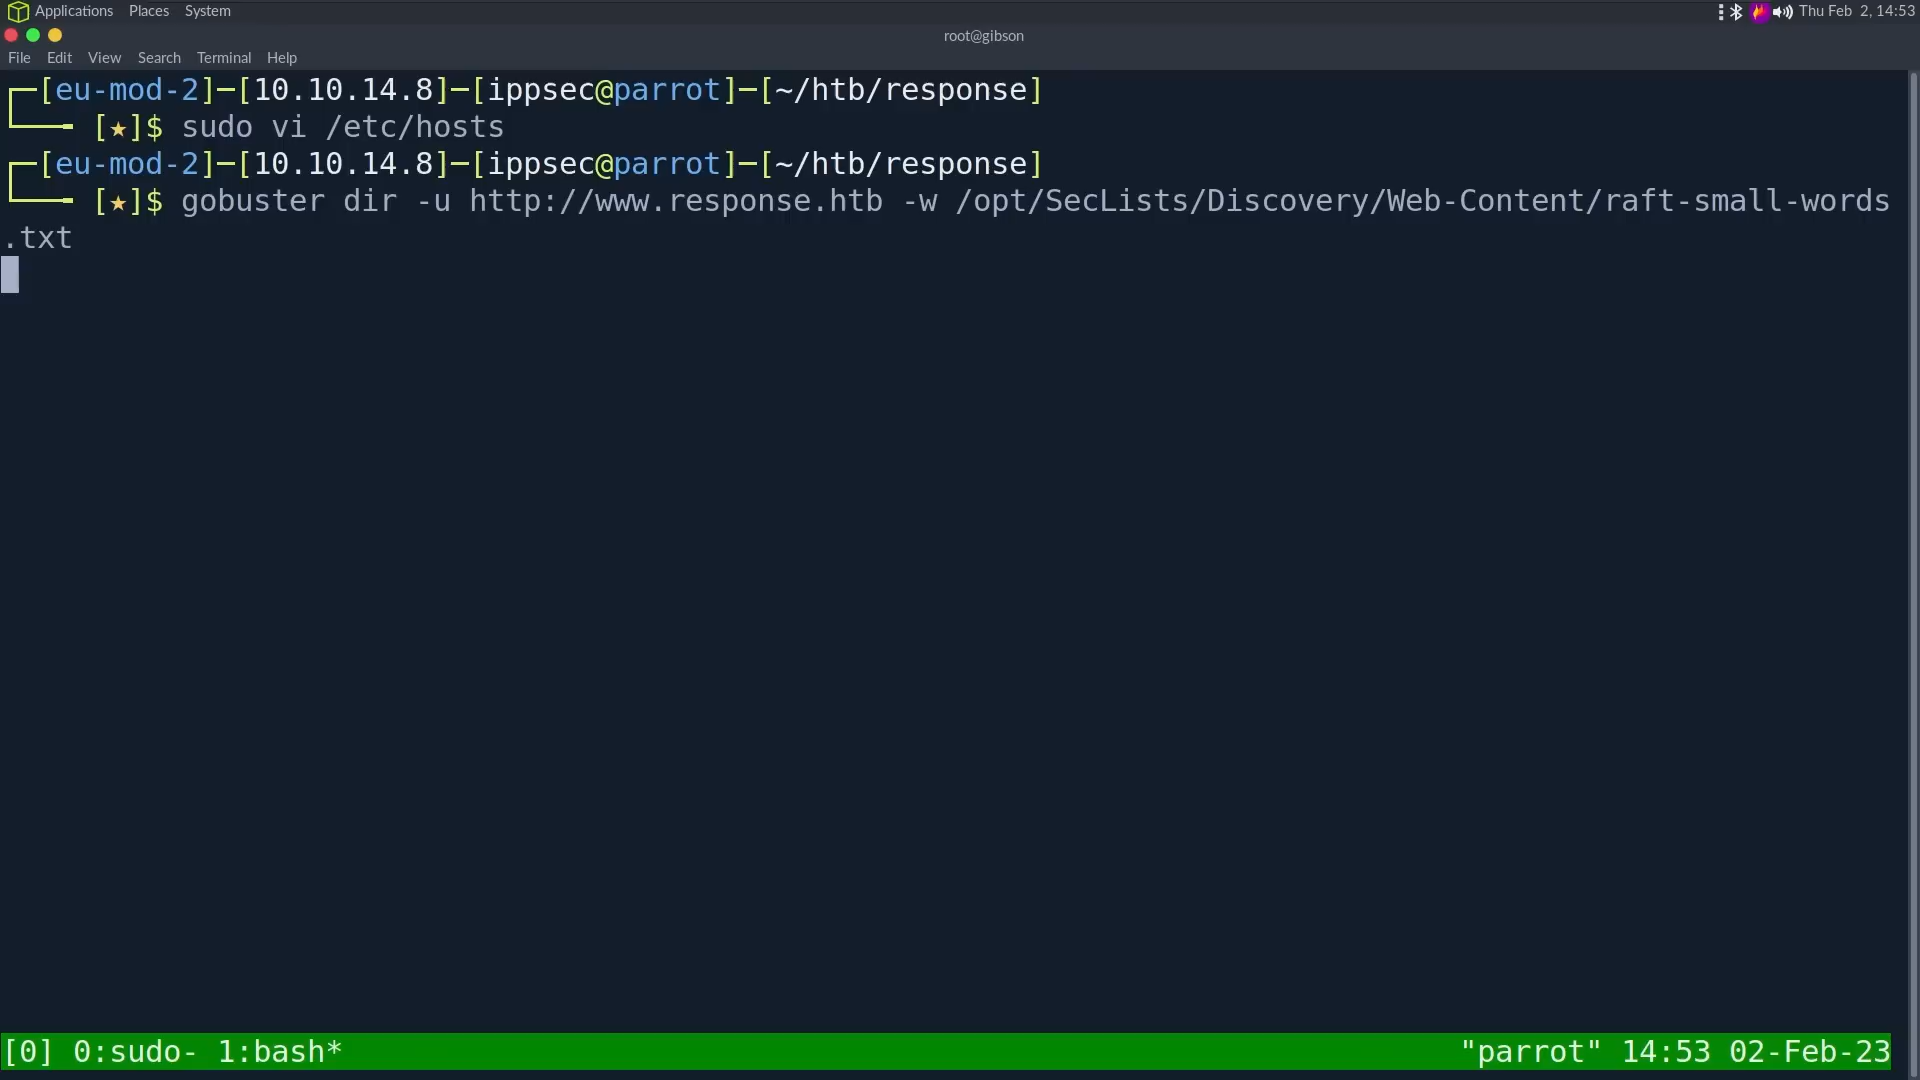 Applications Places System Thu Feb 2, 14:53
root@gibson
File Edit View Search Terminal Help
┌─[eu-mod-2]─[10.10.14.8]─[ippsec@parrot]─[~/htb/response]
└──╼ [★]$ sudo vi /etc/hosts
┌─[eu-mod-2]─[10.10.14.8]─[ippsec@parrot]─[~/htb/response]
└──╼ [★]$ gobuster dir -u http://www.response.htb -w /opt/SecLists/Discovery/Web-Content/raft-small-words
.txt
[0] 0:sudo- 1:bash* "parrot" 14:53 02-Feb-23